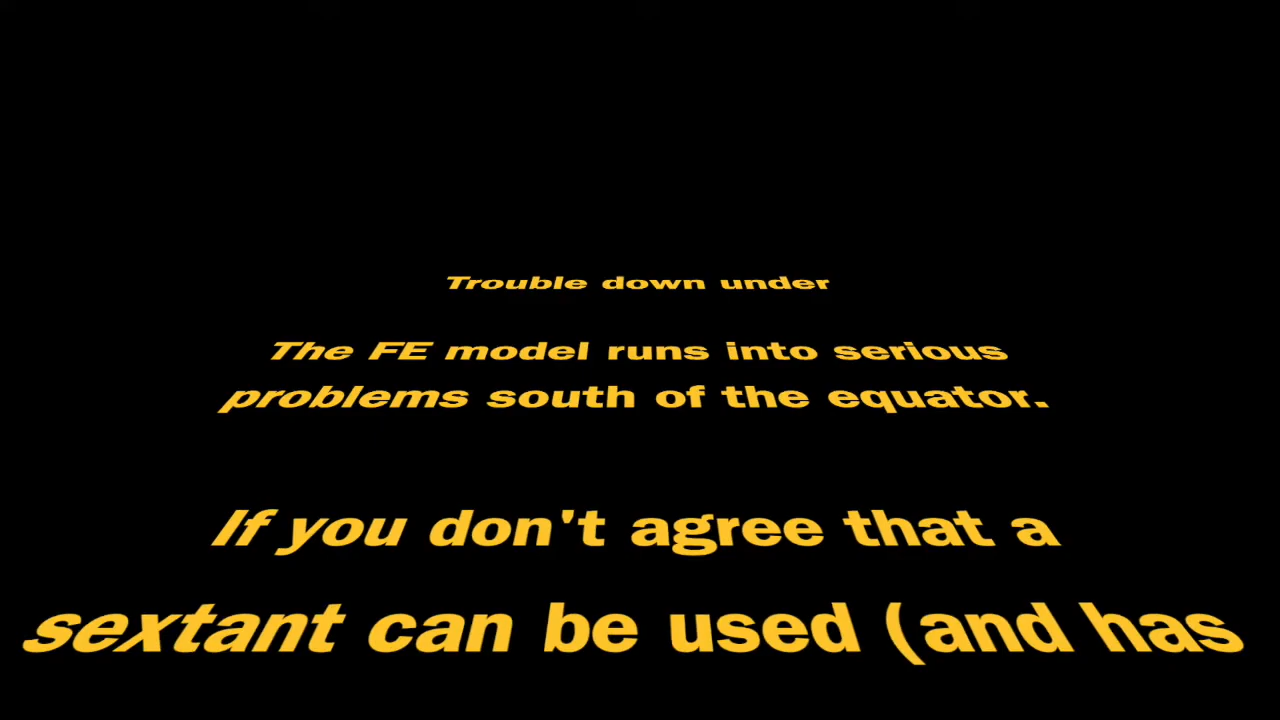 Trouble down under
The FE model runs into serious
problems south of the equator.
If you don't agree that a
sextant can be used (and has